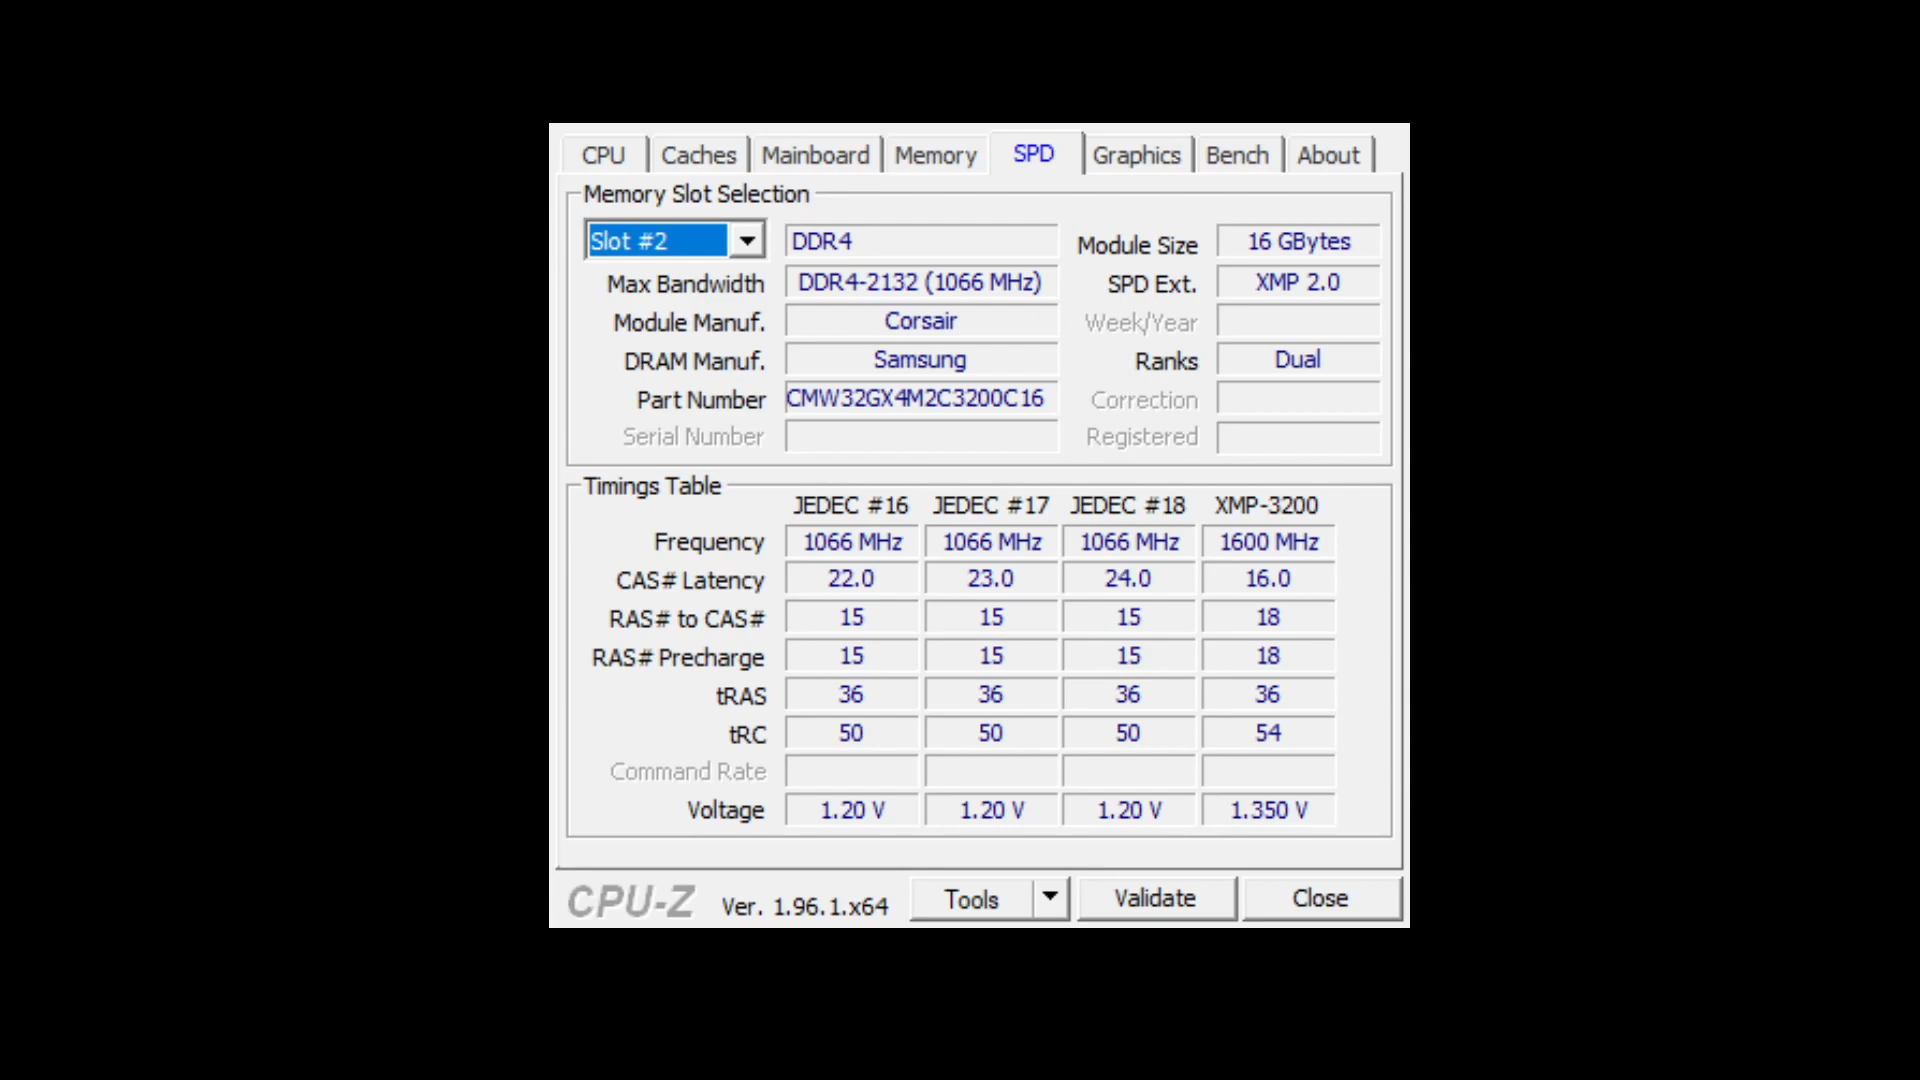 CPU Caches Mainboard Memory SPD Graphics Bench About
Memory Slot Selection
Slot #2 DDR4 Module Size 16 GBytes
Max Bandwidth DDR4-2132 (1066 MHz) SPD Ext. XMP 2.0
Module Manuf. Corsair Week/Year
DRAM Manuf. Samsung Ranks Dual
Part Number CMW32GX4M2C3200C16 Correction
Serial Number Registered
Timings Table
JEDEC #16 JEDEC #17 JEDEC #18 XMP-3200
Frequency 1066 MHz 1066 MHz 1066 MHz 1600 MHz
CAS# Latency 22.0 23.0 24.0 16.0
RAS# to CAS# 15 15 15 18
RAS# Precharge 15 15 15 18
tRAS 36 36 36 36
tRC 50 50 50 54
Command Rate
Voltage 1.20 V 1.20 V 1.20 V 1.350 V
CPU-Z Ver. 1.96.1.x64 Tools Validate Close